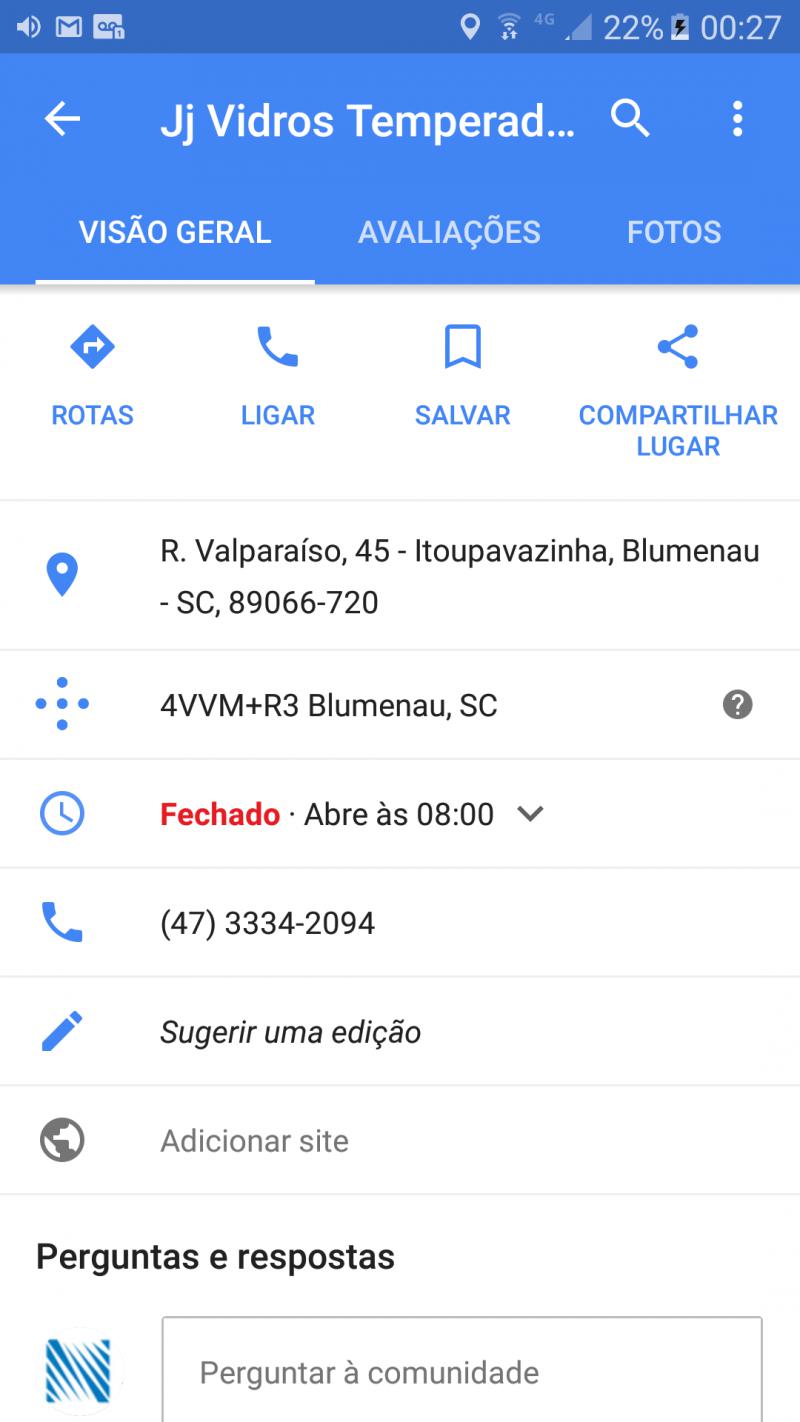 4G 22% 00:27
Jj Vidros Temperad...
VISÃO GERAL AVALIAÇÕES FOTOS
ROTAS LIGAR SALVAR COMPARTILHAR
LUGAR
R. Valparaíso, 45 - Itoupavazinha, Blumenau
- SC, 89066-720
4VVM+R3 Blumenau, SC
Fechado · Abre às 08:00
(47) 3334-2094
Sugerir uma edição
Adicionar site
Perguntas e respostas
Perguntar à comunidade